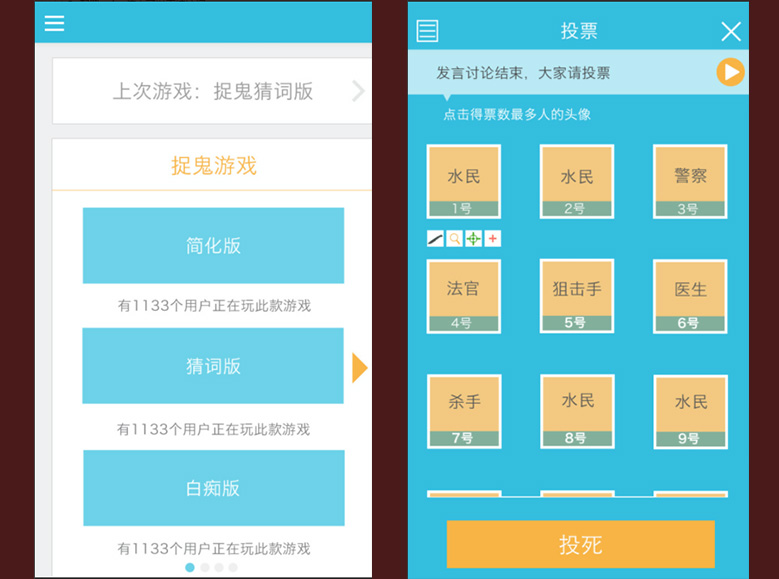 上次游戏：捉鬼猜词版
捉鬼游戏
简化版
有1133个用户正在玩此款游戏
猜词版
有1133个用户正在玩此款游戏
白痴版
有1133个用户正在玩此款游戏
投票
发言讨论结束，大家请投票
点击得票数最多人的头像
水民
1号
水民
2号
警察
3号
法官
4号
狙击手
5号
医生
6号
杀手
7号
水民
8号
水民
9号
投死